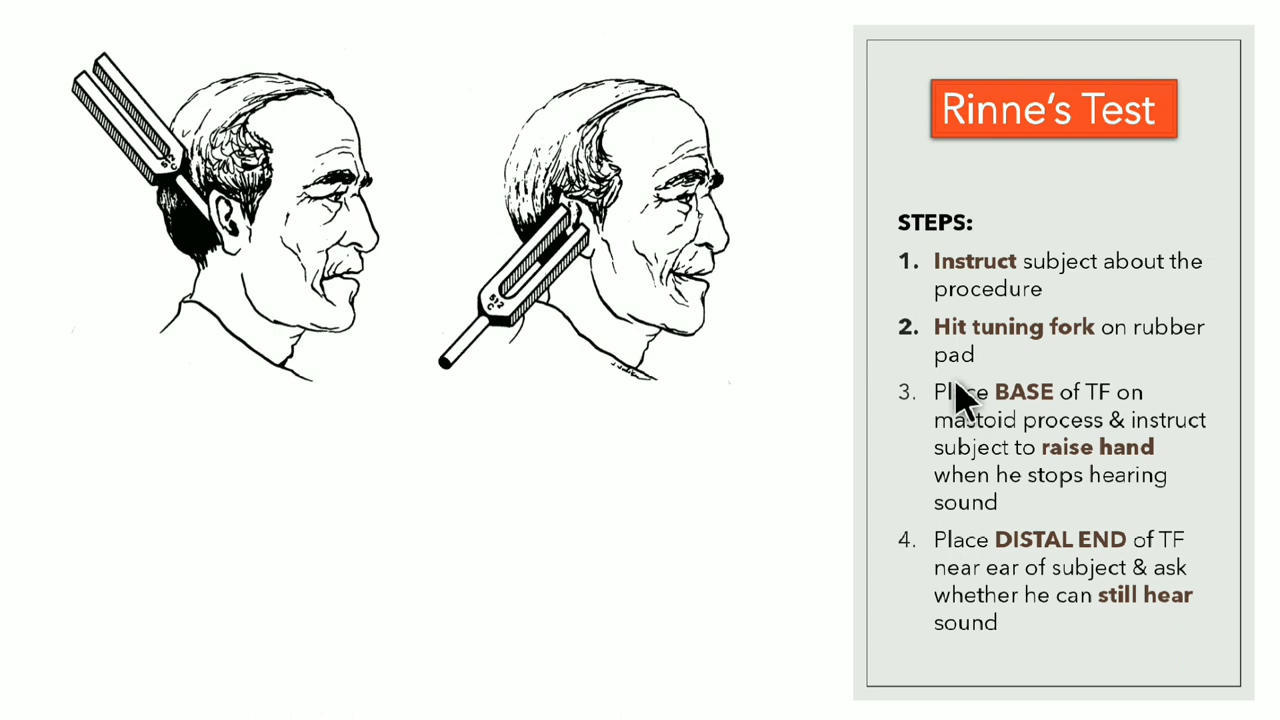 Rinne's Test
STEPS:
1. Instruct subject about the
procedure
2. Hit tuning fork on rubber
pad
3. Place BASE of TF on
mastoid process & instruct
subject to raise hand
when he stops hearing
sound
4. Place DISTAL END of TF
near ear of subject & ask
whether he can still hear
sound
512
C
512
C